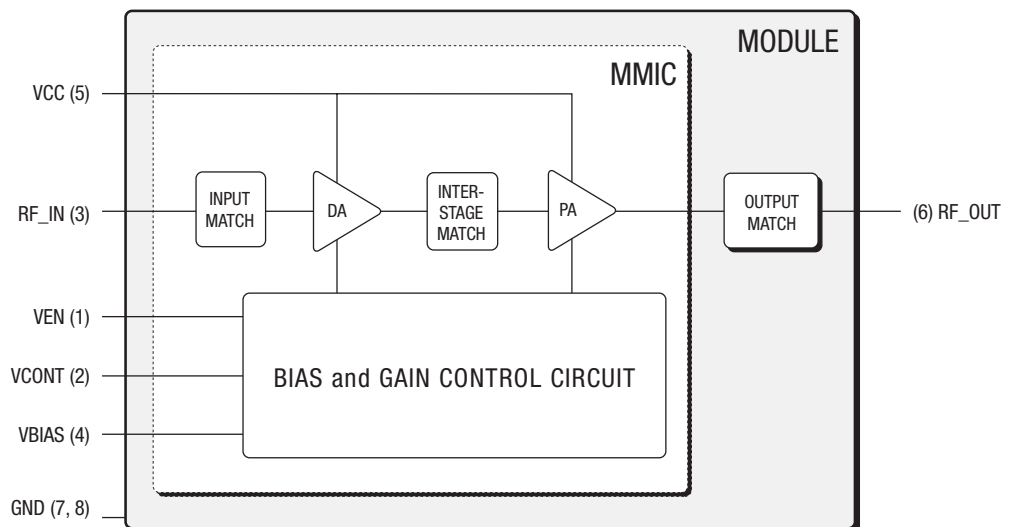 MODULE
MMIC
VCC (5)
RF_IN (3)
INPUT
MATCH
DA
INTER-
STAGE
MATCH
PA
OUTPUT
MATCH
(6) RF_OUT
VEN (1)
VCONT (2)
BIAS and GAIN CONTROL CIRCUIT
VBIAS (4)
GND (7, 8)